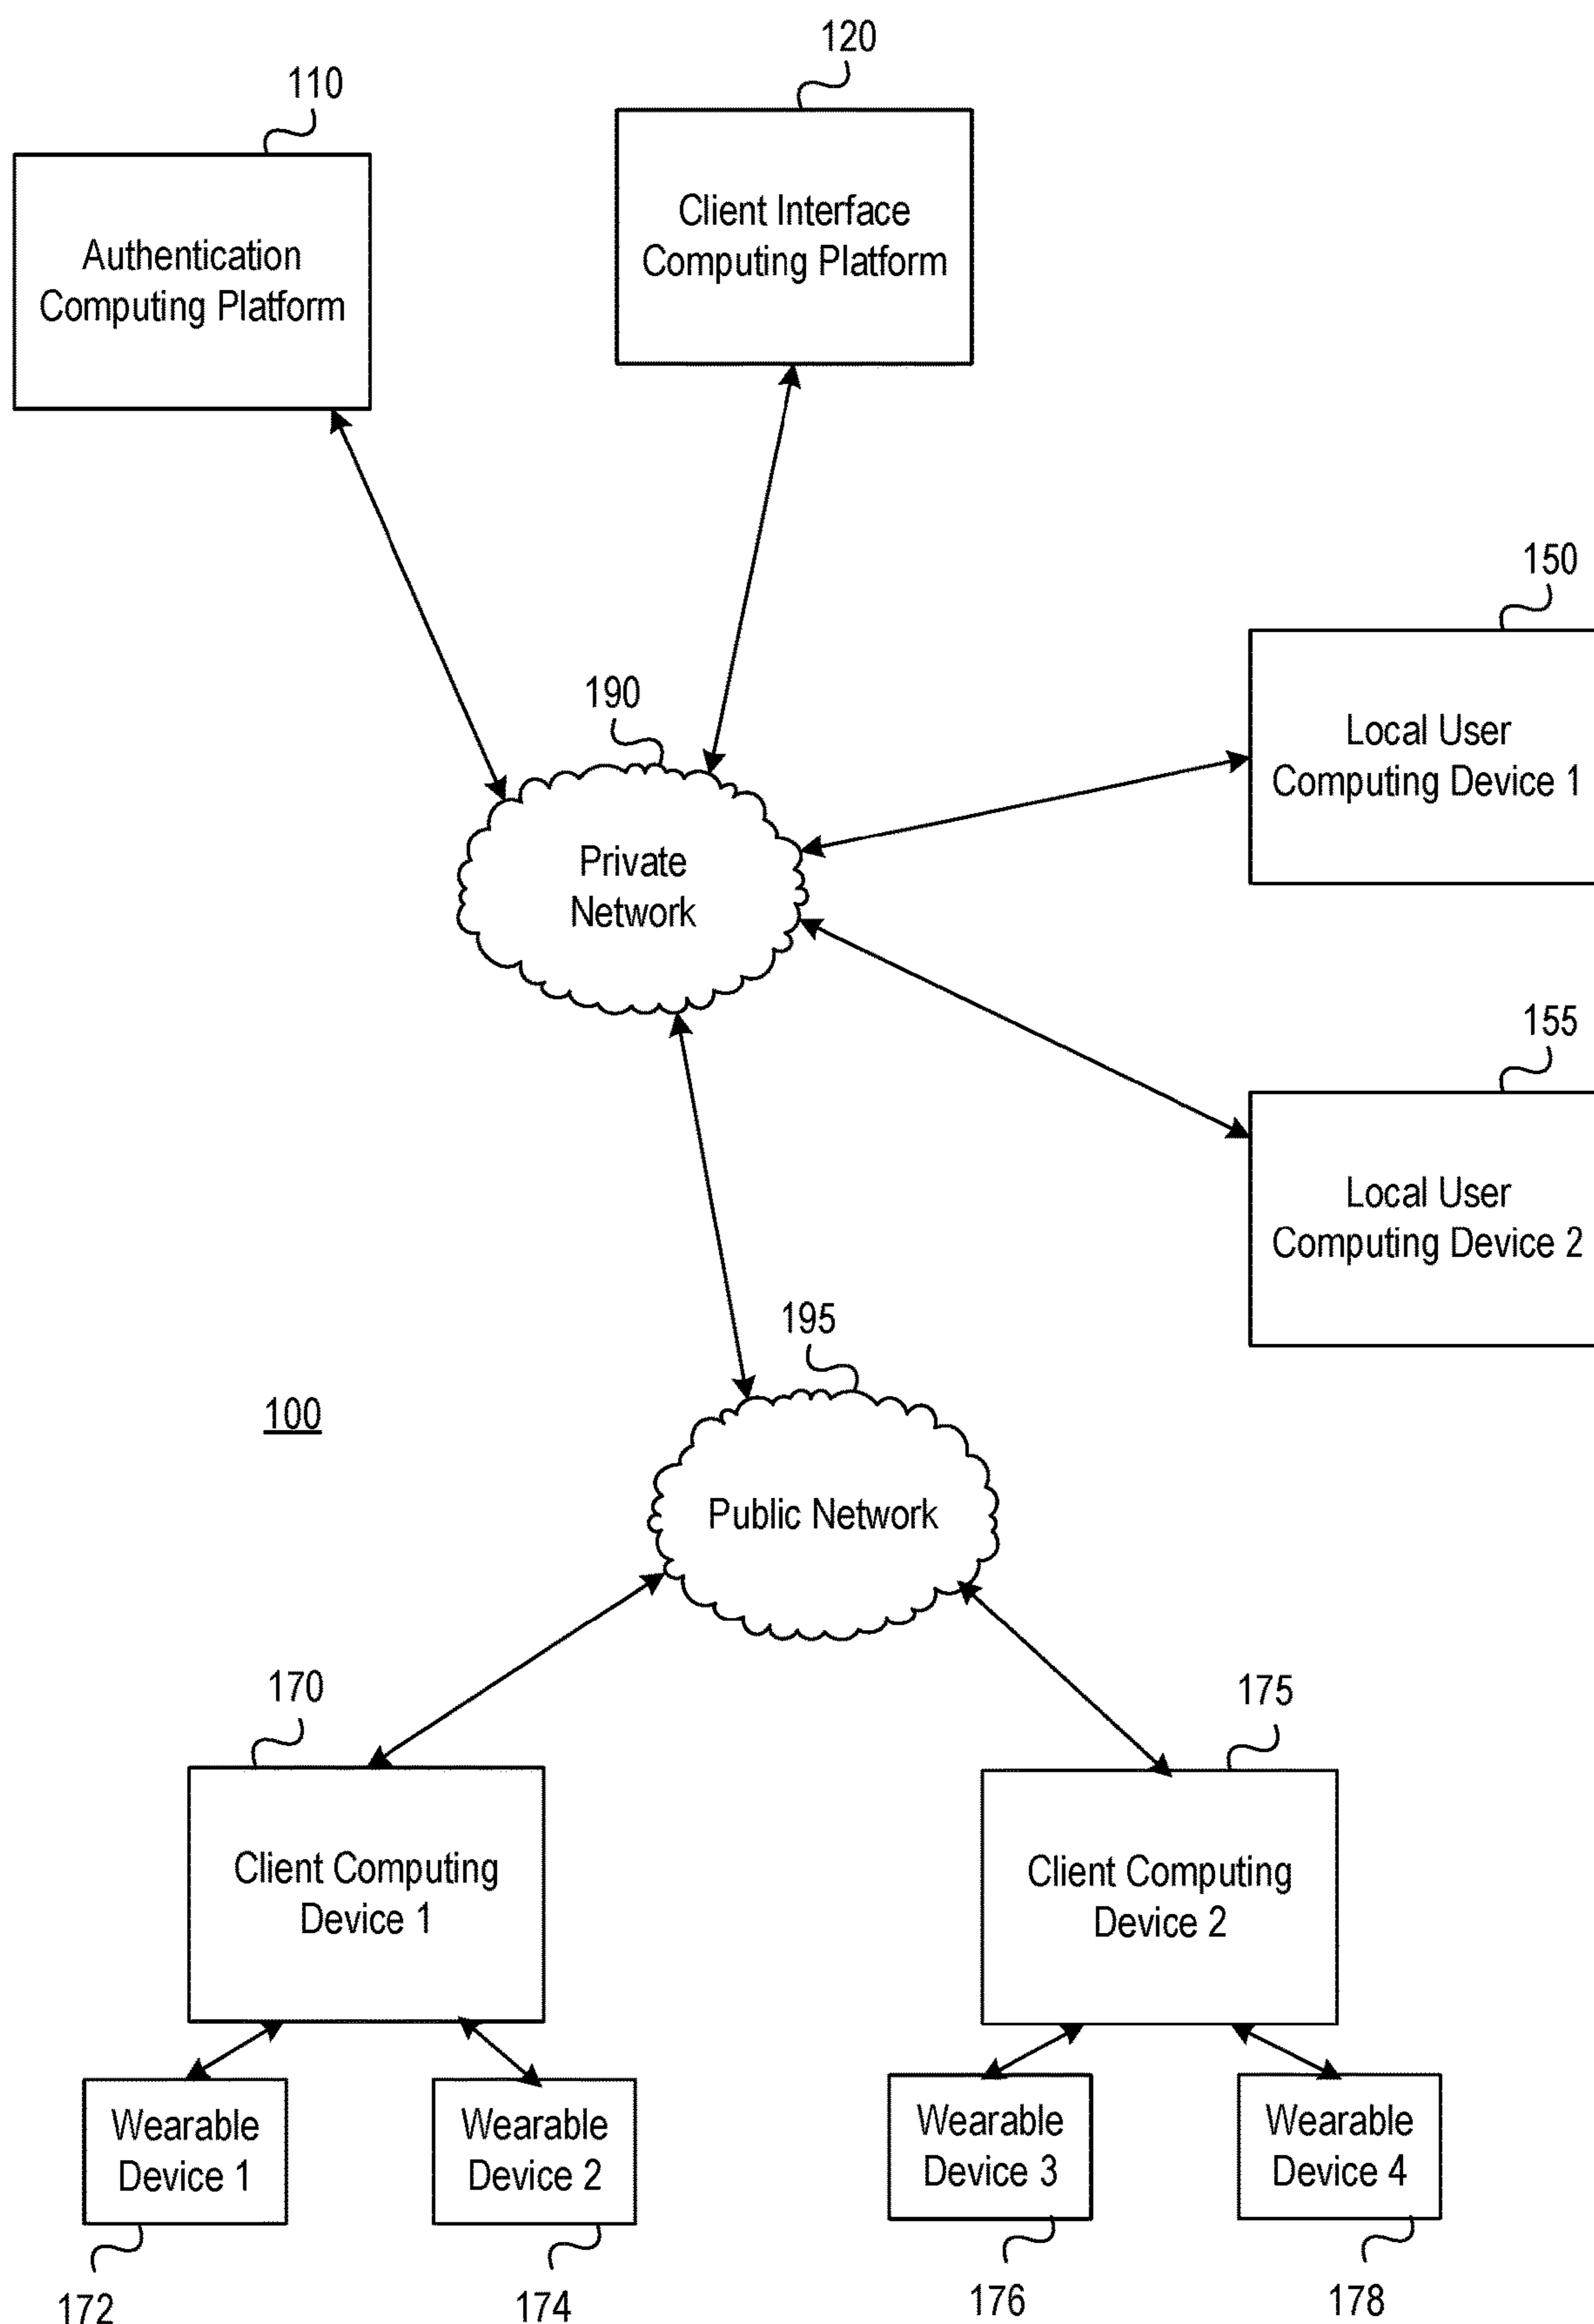 120
110
Client Interface
Computing Platform
Authentication
Computing Platform
150
190
Local User
Computing Device 1
Private
Network
155
Local User
Computing Device 2
195
100
Public Network
170
175
Client Computing
Device 1
Client Computing
Device 2
Wearable
Device 1
Wearable
Device 2
Wearable
Device 3
Wearable
Device 4
172
174
176
178